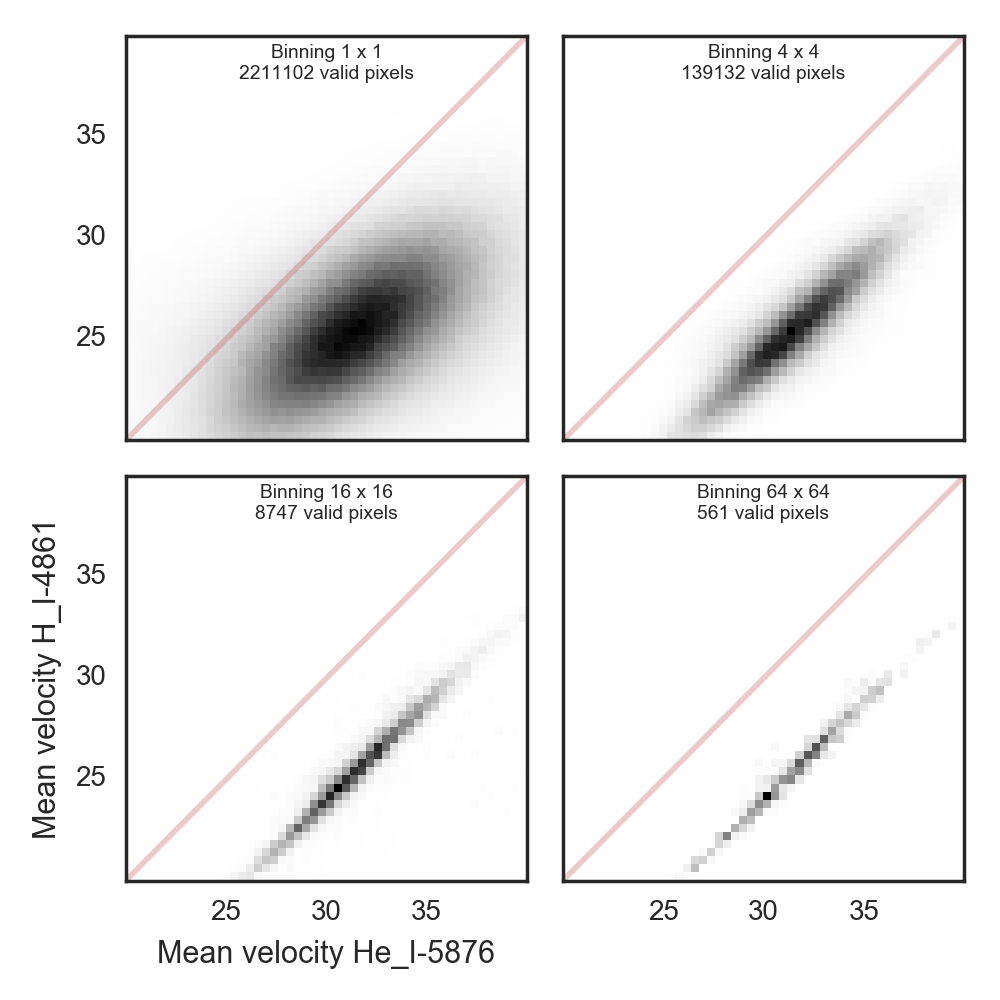 Binning 1 x 1
2211102 valid pixels
Binning 4 x 4
139132 valid pixels
35
30
25
Binning 16 x 16
8747 valid pixels
Binning 64 x 64
561 valid pixels
35
30
25
Mean velocity H_I-4861
25 30 35
25 30 35
Mean velocity He_I-5876